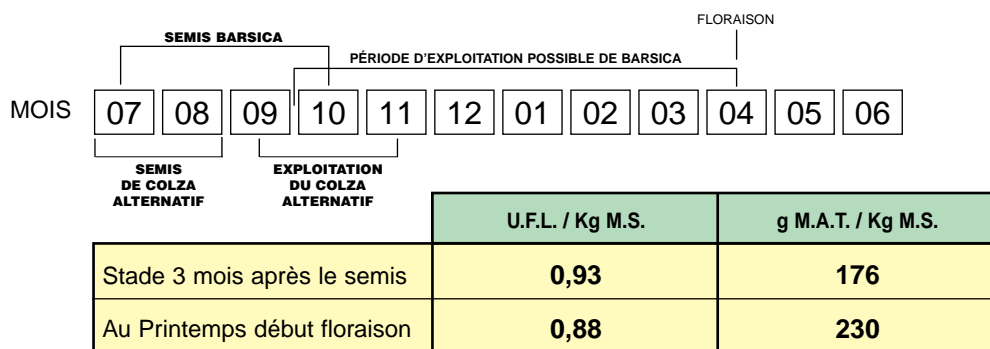 FLORAISON
SEMIS BARSICA
PÉRIODE D'EXPLOITATION POSSIBLE DE BARSICA
MOIS 07 08 09 10 11 12 01 02 03 04 05 06
SEMIS
DE COLZA
ALTERNATIF
EXPLOITATION
DU COLZA
ALTERNATIF
U.F.L. / Kg M.S. g M.A.T. / Kg M.S.
Stade 3 mois après le semis 0,93 176
Au Printemps début floraison 0,88 230